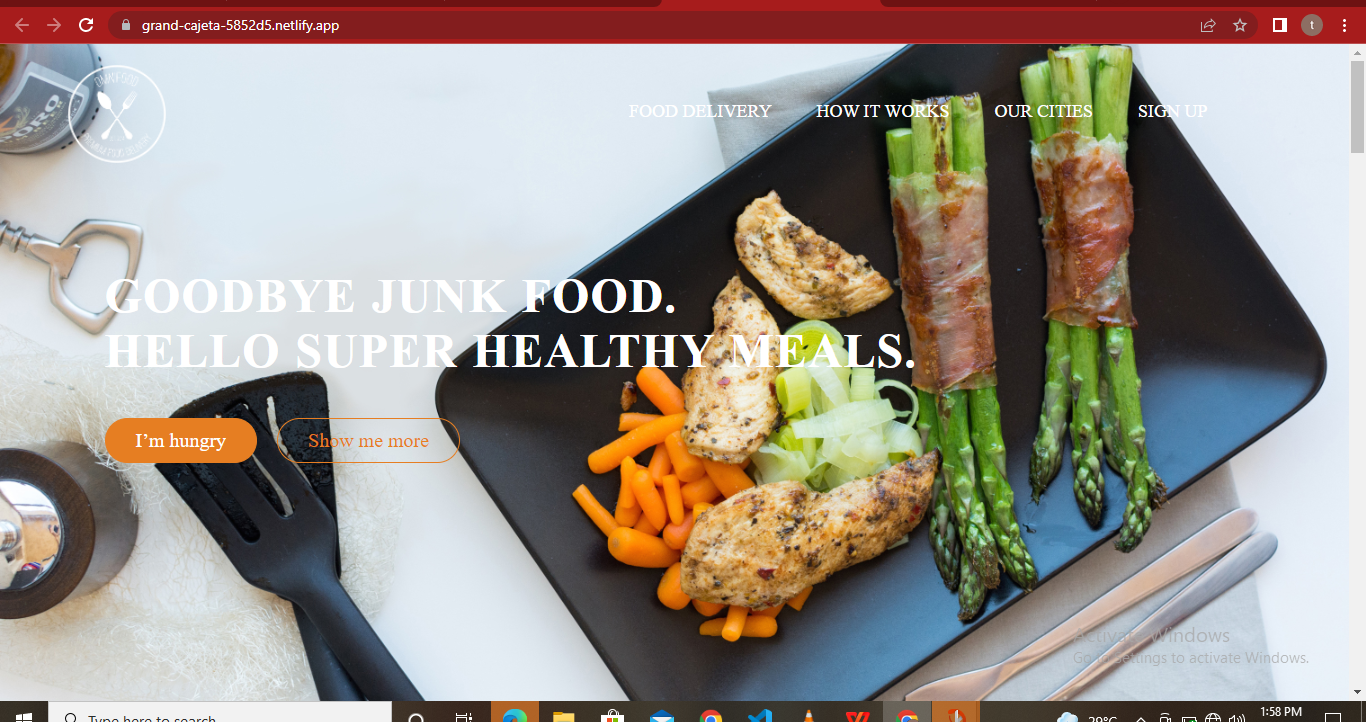 grand-cajeta-5852d5.netlify.app
t
FOOD DELIVERY HOW IT WORKS OUR CITIES SIGN UP
GOODBYE JUNK FOOD.
HELLO SUPER HEALTHY MEALS.
I'm hungry Show me more
Activate Windows
Go to Settings to activate Windows.
Type here to search
29°C
1:58 PM